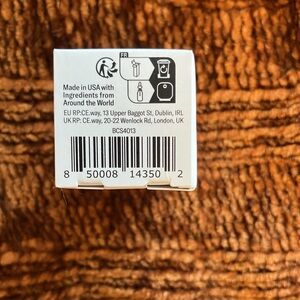 FR
Made in USA with
Ingredients from
Around the World
EU RP:CE.way, 13 Upper Baggot St, Dublin, IRL
UK RP:CE.way, 20-22 Wenlock Rd, London, UK
BCS4013
8 50008 14350 2